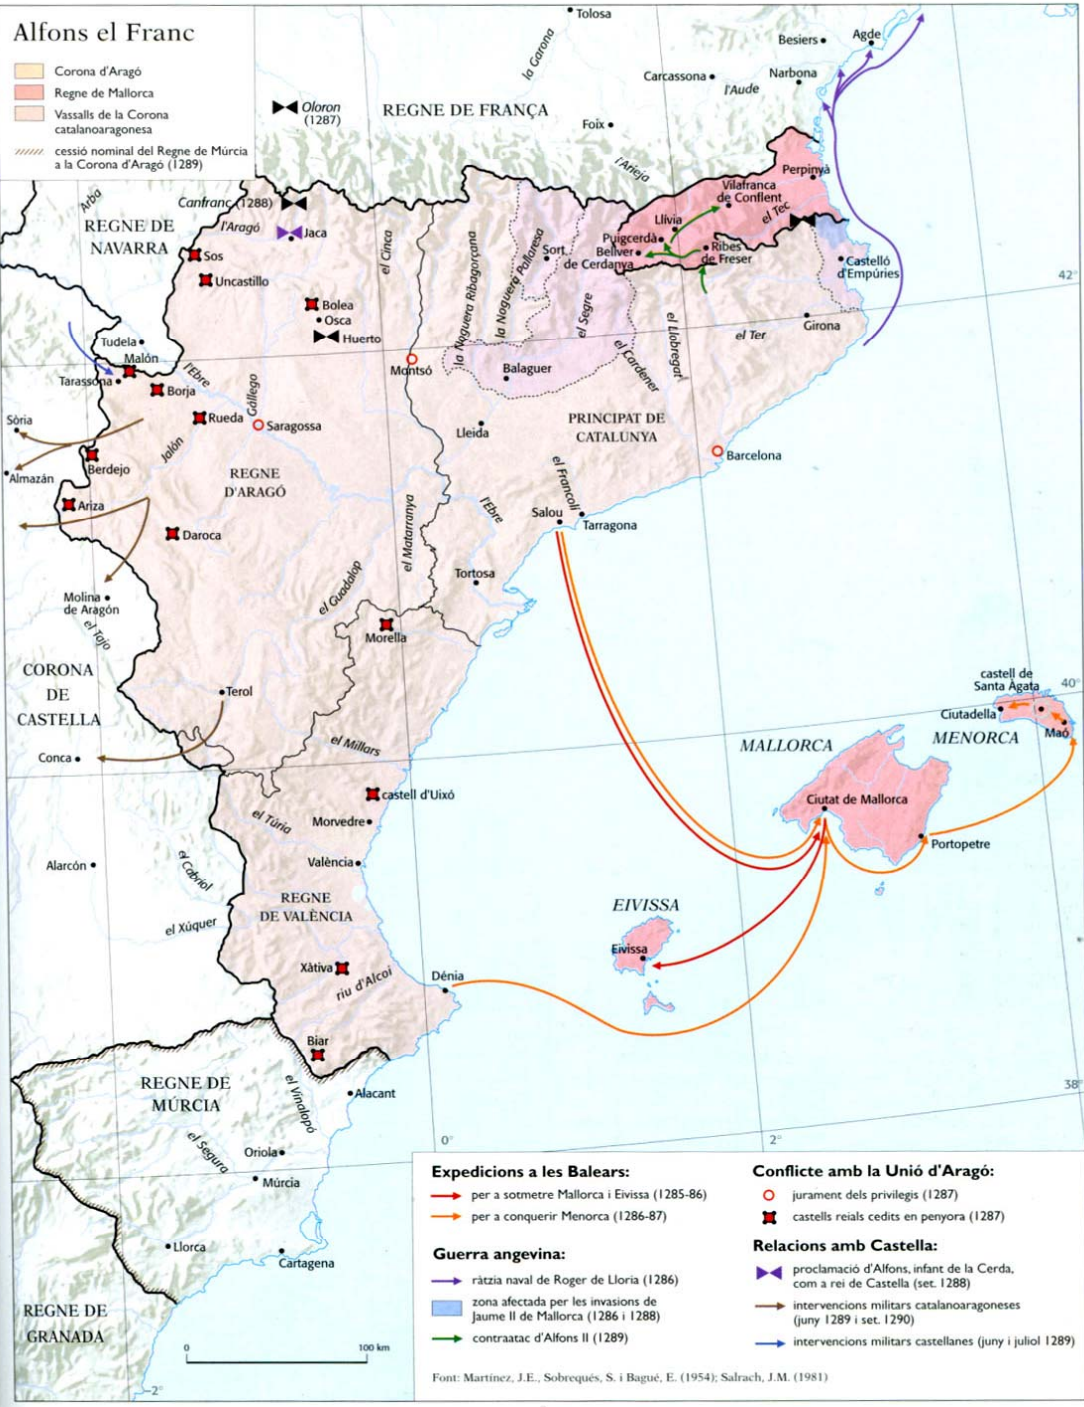 Alfons el Franc
Corona d'Aragó
Regne de Mallorca
Vassalls de la Corona
catalanoaragonesa
cessió nominal del Regne de Múrcia
a la Corona d'Aragó (1289)
Tolosa
la Garona
Besiers
Agde
Carcassona
Narbona
l'Aude
Oloron
(1287)
REGNE DE FRANÇA
Foix
l'Arieja
Perpinyà
Vilafranca
de Conflent
el Tec
Arba
Canfranc (1288)
l'Aragó
Jaca
REGNE DE
NAVARRA
Llívia
Puigcerdà
Bellver
de Cerdanya
Ribes
de Freser
Castelló
d'Empúries
42°
Sos
Uncastillo
el Cinca
la Noguera Ribagorçana
la Noguera Pallaresa
Sort
el Segre
Bolea
Osca
Huerto
el Llobregat
el Ter
Girona
Tudela
Malón
Tarassona
Borja
l'Ebre
Gállego
Montsó
Balaguer
el Cardener
Sòria
Rueda
Saragossa
Lleida
PRINCIPAT DE
CATALUNYA
Barcelona
Jalón
Berdejo
Almazán
REGNE
D'ARAGÓ
Ariza
el Matarranya
l'Ebre
el Francolí
Salou
Tarragona
Daroca
Molina
de Aragón
el Tajo
el Guadalop
Tortosa
Morella
CORONA
DE
CASTELLA
Terol
Conca
el Millars
castell de
Santa Àgata
40°
Ciutadella
MENORCA
Maó
MALLORCA
Ciutat de Mallorca
Portopetre
castell d'Uixó
el Túria
Morvedre
Alarcón
el Cabriol
València
REGNE
DE VALÈNCIA
el Xúquer
EIVISSA
Eivissa
Xàtiva
riu d'Alcoi
Dénia
Biar
REGNE DE
MÚRCIA
el Vinalopó
Alacant
38°
0°
2°
el Segura
Oriola
Múrcia
Llorca
Cartagena
REGNE DE
GRANADA
0
100 km
-2°
Expedicions a les Balears:
per a sotmetre Mallorca i Eivissa (1285-86)
per a conquerir Menorca (1286-87)
Guerra angevina:
ràtzia naval de Roger de Lloria (1286)
zona afectada per les invasions de
Jaume II de Mallorca (1286 i 1288)
contraatac d'Alfons II (1289)
Conflicte amb la Unió d'Aragó:
jurament dels privilegis (1287)
castells reials cedits en penyora (1287)
Relacions amb Castella:
proclamació d'Alfons, infant de la Cerda,
com a rei de Castella (set. 1288)
intervencions militars catalanoaragoneses
(juny 1289 i set. 1290)
intervencions militars castellanes (juny i juliol 1289)
Font: Martínez, J.E., Sobrequés, S. i Bagué, E. (1954); Salrach, J.M. (1981)